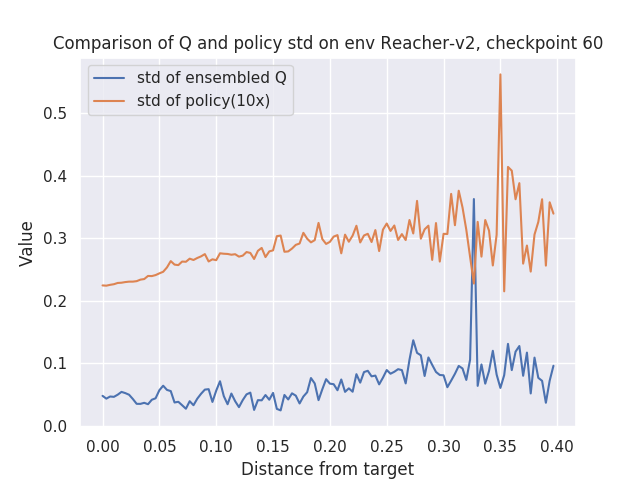 Comparison of Q and policy std on env Reacher-v2, checkpoint 60
std of ensembled Q
std of policy(10x)
0.5
0.4
0.3
0.2
0.1
0.0
Value
0.00 0.05 0.10 0.15 0.20 0.25 0.30 0.35 0.40
Distance from target